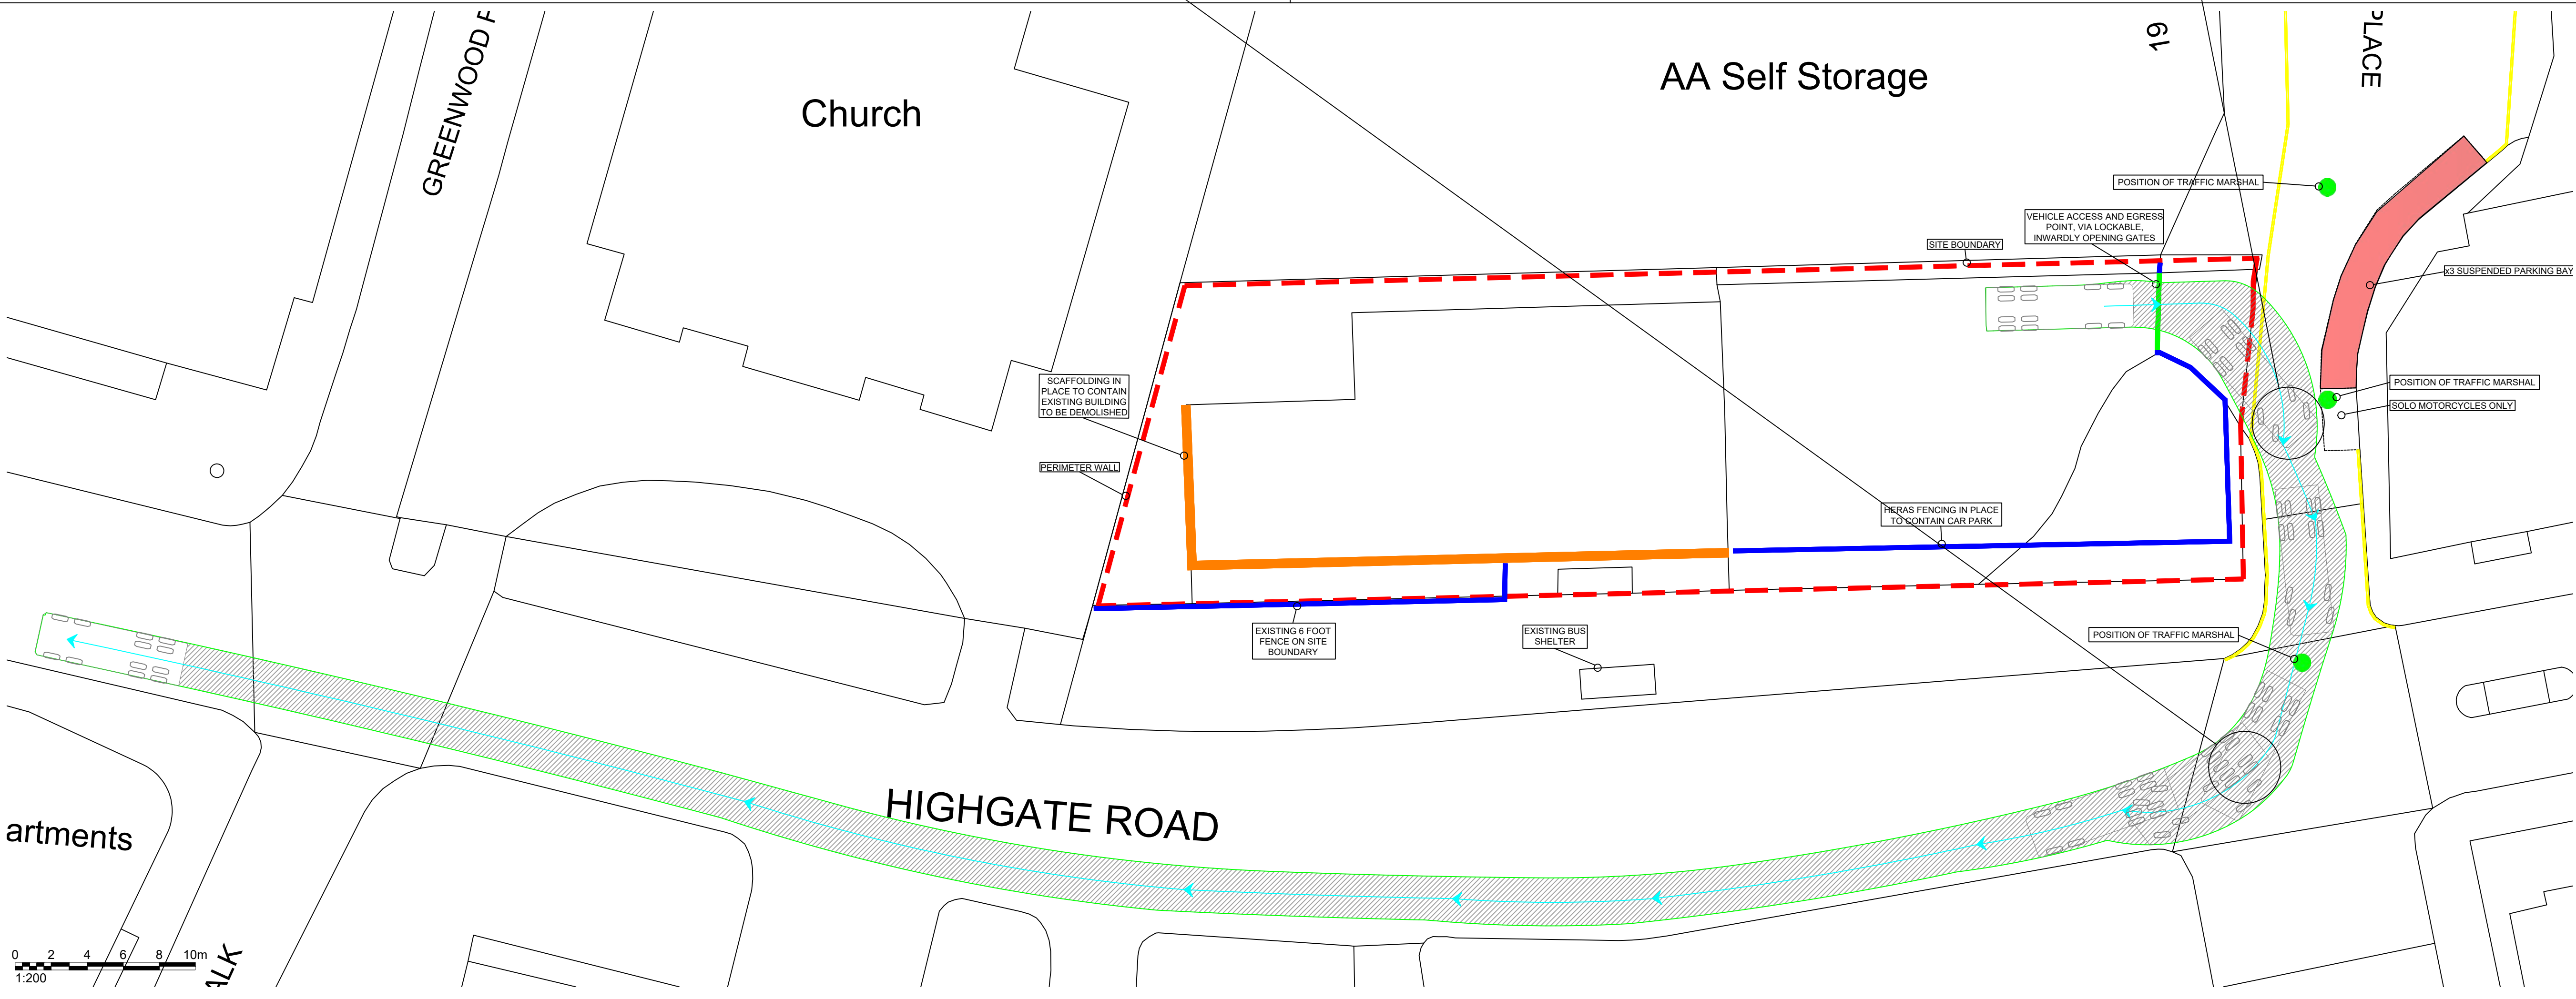 GREENWOOD P
Church
AA Self Storage
19
PLACE
POSITION OF TRAFFIC MARSHAL
VEHICLE ACCESS AND EGRESS
POINT, VIA LOCKABLE,
INWARDLY OPENING GATES
SITE BOUNDARY
x3 SUSPENDED PARKING BAY
SCAFFOLDING IN
PLACE TO CONTAIN
EXISTING BUILDING
TO BE DEMOLISHED
POSITION OF TRAFFIC MARSHAL
SOLO MOTORCYCLES ONLY
PERIMETER WALL
HERAS FENCING IN PLACE
TO CONTAIN CAR PARK
EXISTING 6 FOOT
FENCE ON SITE
BOUNDARY
EXISTING BUS
SHELTER
POSITION OF TRAFFIC MARSHAL
HIGHGATE ROAD
artments
ALK
0 2 4 6 8 10m
1:200